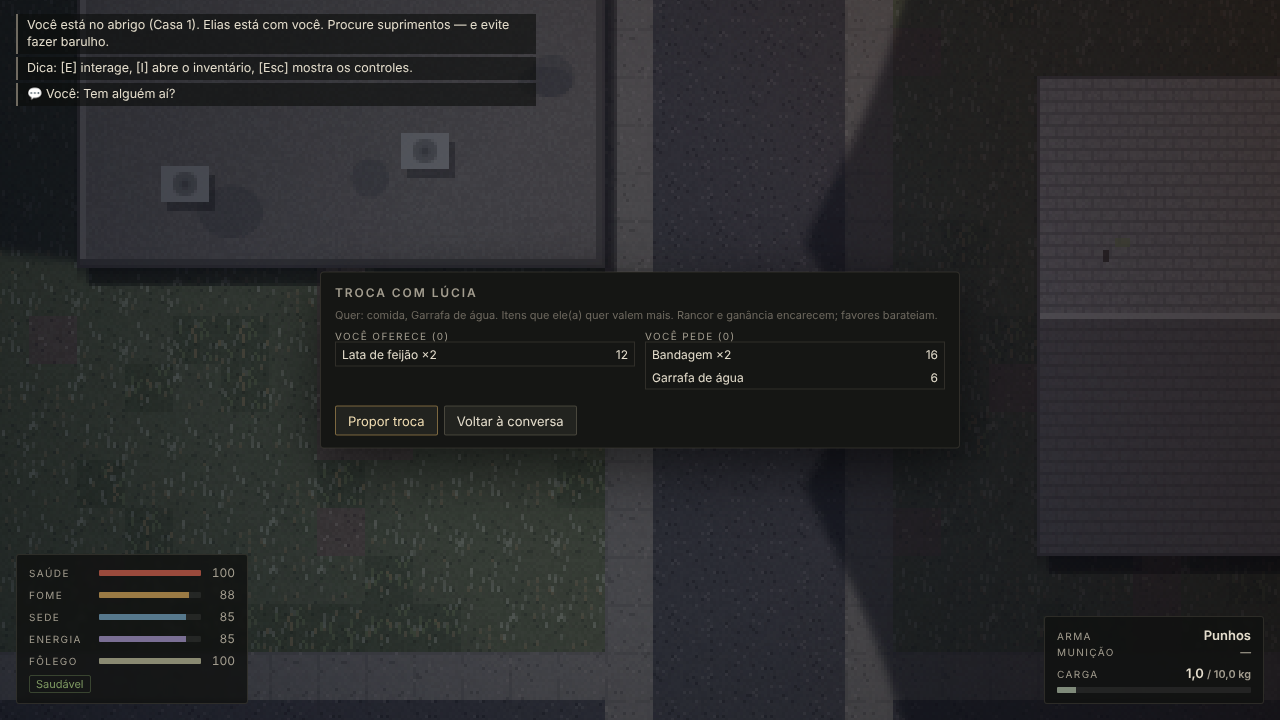 Você está no abrigo (Casa 1). Elias está com você. Procure suprimentos — e evite
fazer barulho.
Dica: [E] interage, [I] abre o inventário, [Esc] mostra os controles.
💬 Você: Tem alguém aí?
TROCA COM LÚCIA
Quer: comida, Garrafa de água. Itens que ele(a) quer valem mais. Rancor e ganância encarecem; favores barateiam.
VOCÊ OFERECE (0)
Lata de feijão ×2 12
VOCÊ PEDE (0)
Bandagem ×2 16
Garrafa de água 6
Propor troca
Voltar à conversa
SAÚDE 100
FOME 88
SEDE 85
ENERGIA 85
FÔLEGO 100
Saudável
ARMA Punhos
MUNIÇÃO —
CARGA 1,0 / 10,0 kg